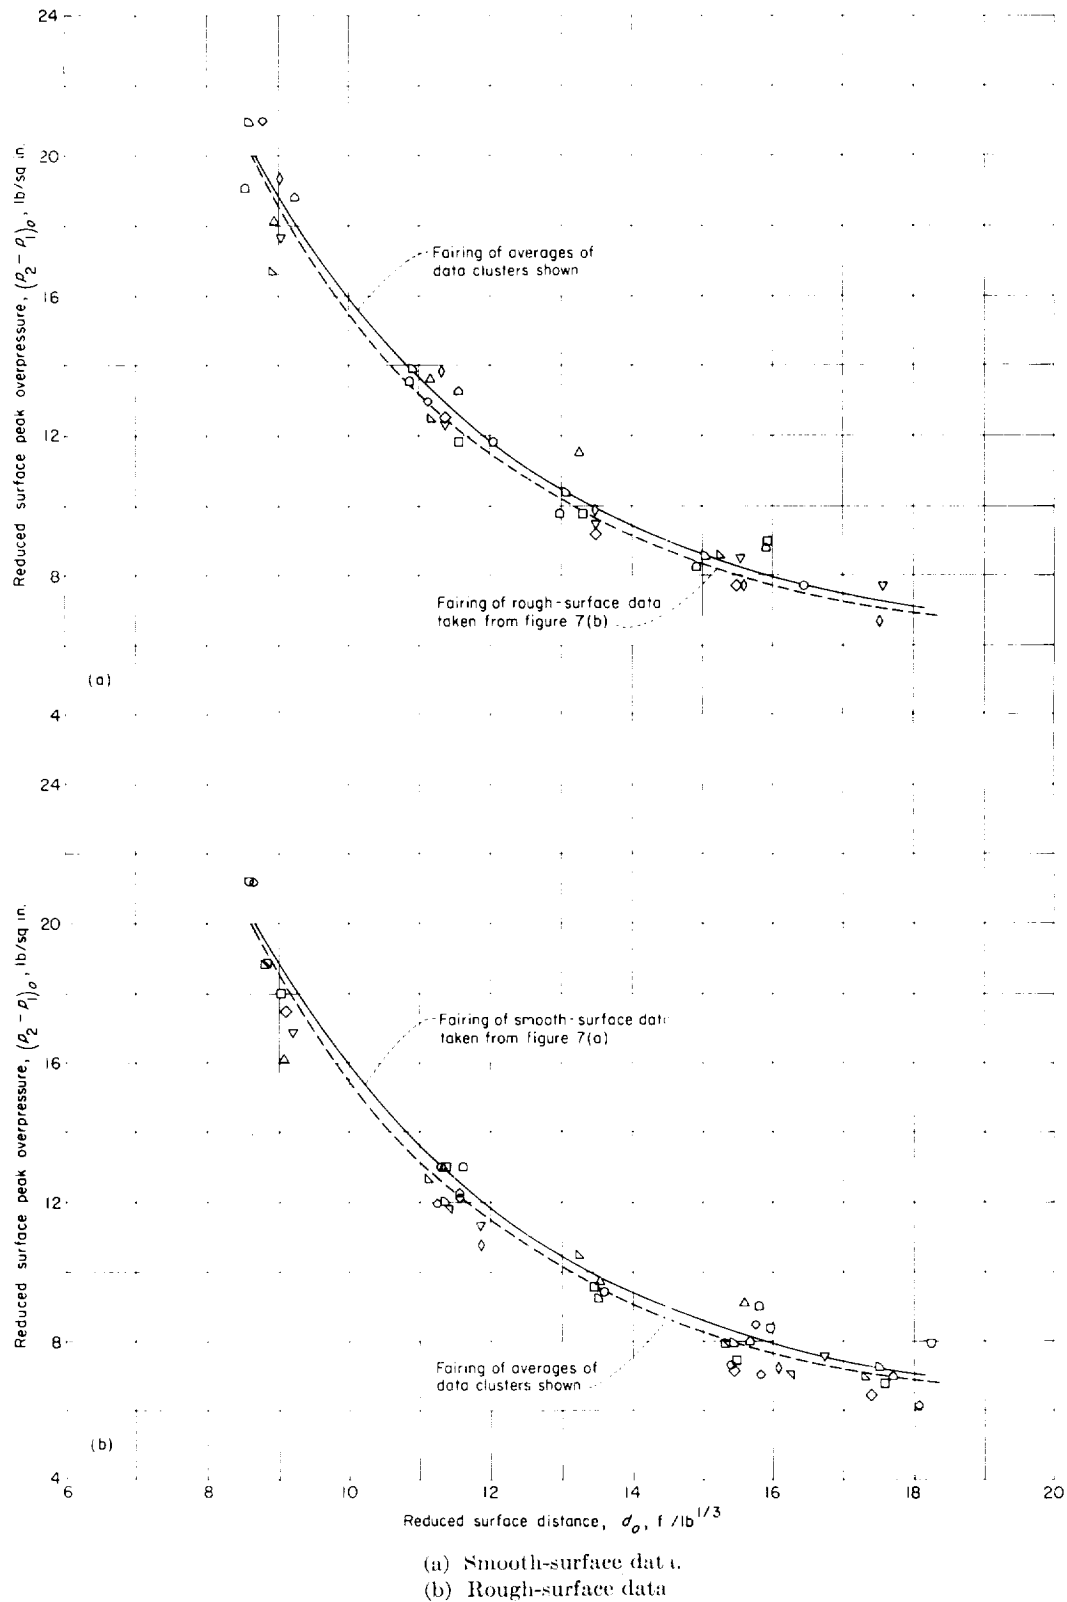 24
20
16
12
8
4
Reduced surface peak overpressure, (p2 – p1)o, lb/sq in.
Fairing of averages of
data clusters shown
Fairing of rough-surface data
taken from figure 7(b)
(a)
24
20
16
12
8
4
Reduced surface peak overpressure, (p2 – p1)o, lb/sq in.
Fairing of smooth-surface dat
taken from figure 7(a)
Fairing of averages of
data clusters shown
(b)
6 8 10 12 14 16 18 20
Reduced surface distance, do, f /lb1/3
(a) Smooth-surface dat
(b) Rough-surface data